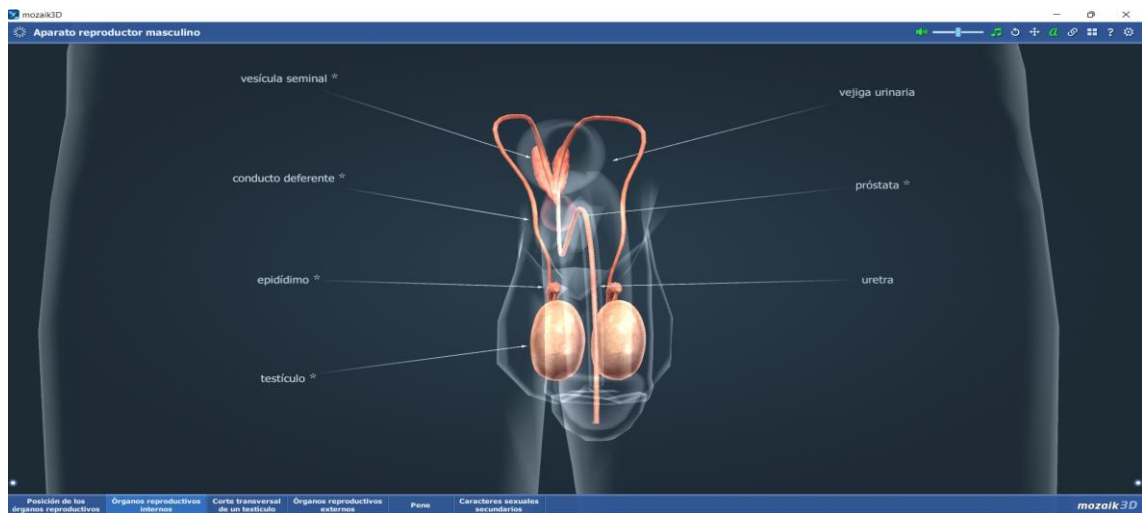 mozaik3D
Aparato reproductor masculino
vesícula seminal *
vejiga urinaria
conducto deferente *
próstata *
epidídimo *
uretra
testículo *
Posición de los
órganos reproductivos
Órganos reproductivos
internos
Corte transversal
de un testículo
Órganos reproductivos
externos
Pene
Caracteres sexuales
secundarios
mozaik3D